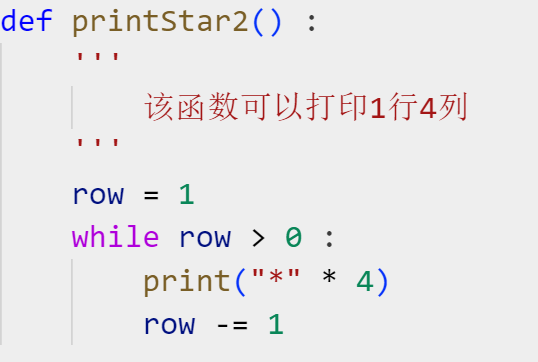 def printStar2() :
'''
该函数可以打印1行4列
'''
row = 1
while row > 0 :
print("*" * 4)
row -= 1